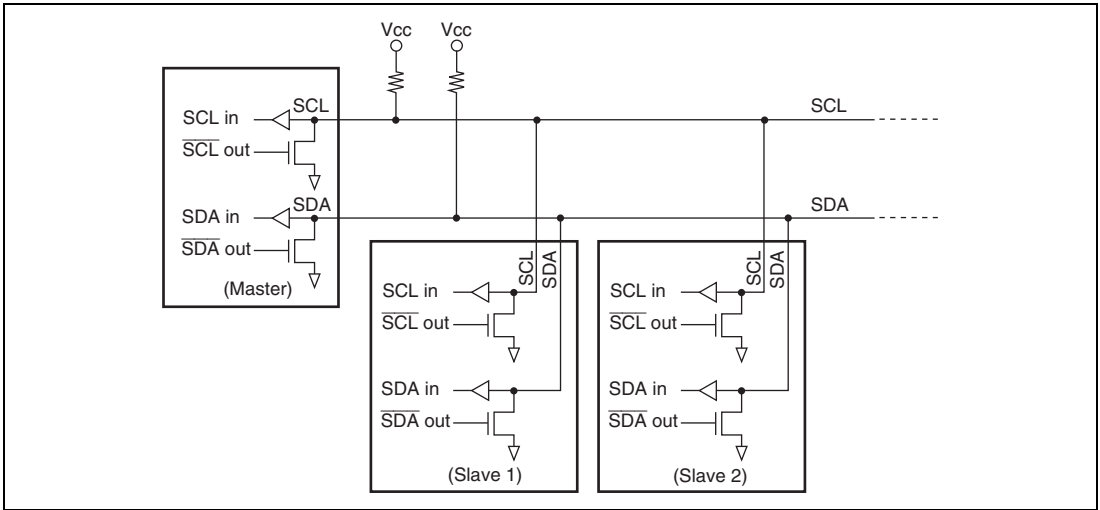 Vcc Vcc
SCL in
SCL
SCL
SCL out
SDA in
SDA
SDA
SDA out
(Master)
SCL
SDA
SCL
SDA
SCL in
SCL in
SCL out
SCL out
SDA in
SDA in
SDA out
SDA out
(Slave 1)
(Slave 2)